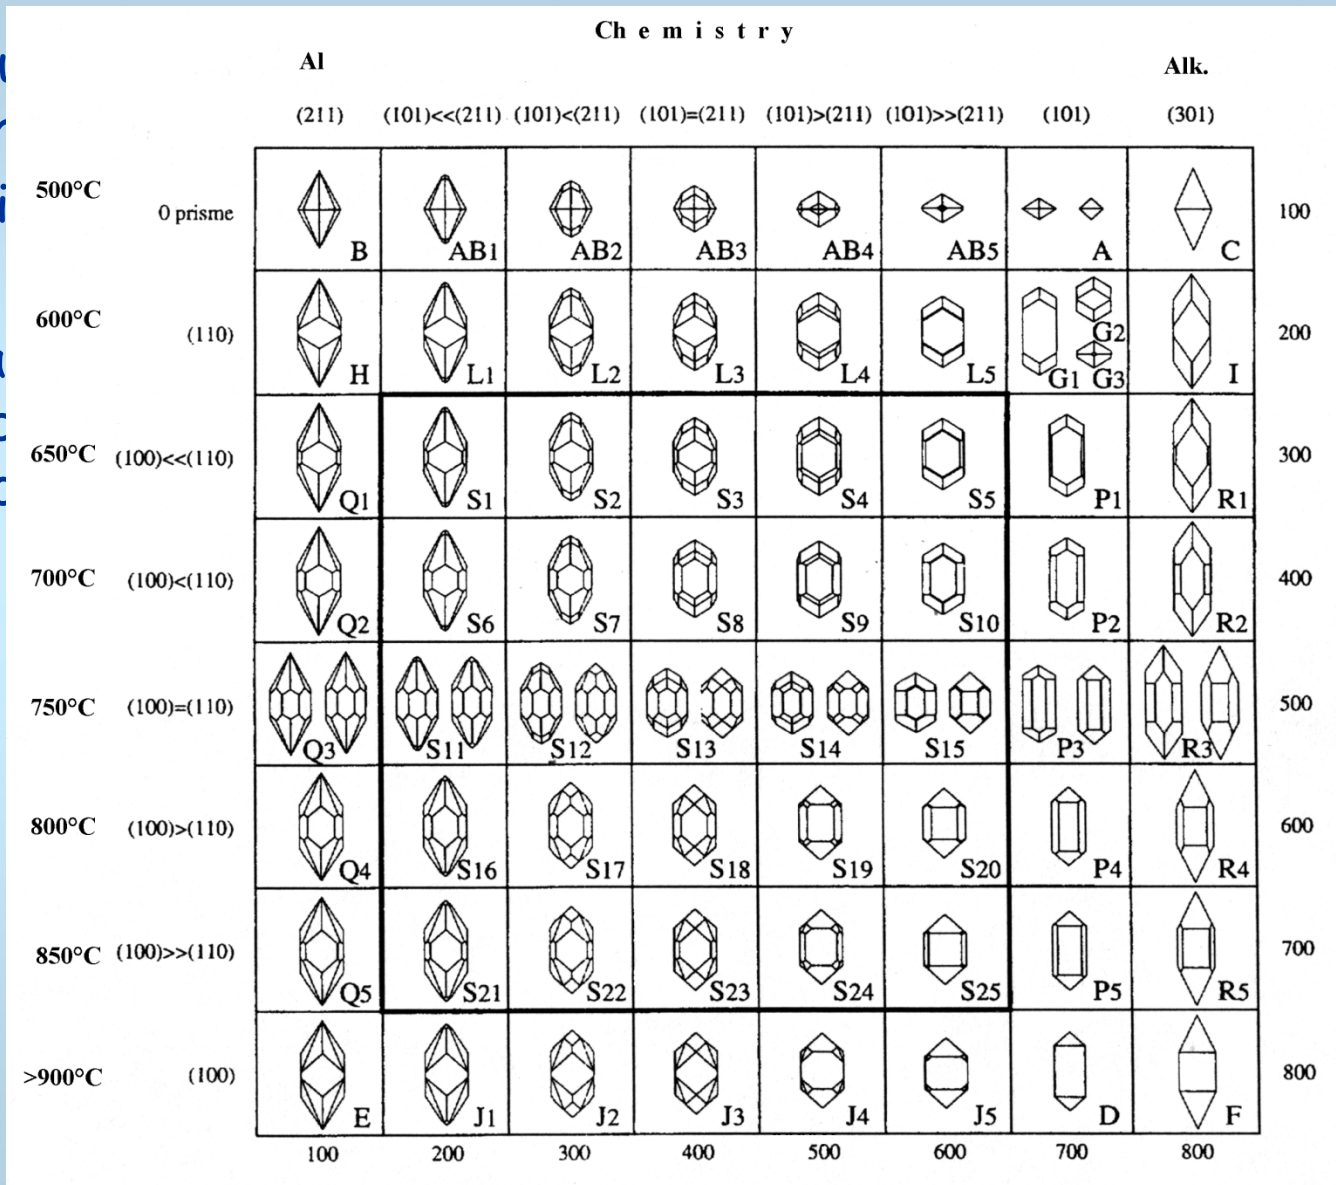 C h e m i s t r y
Al Alk.
(211) (101)<<(211) (101)<(211) (101)=(211) (101)>(211) (101)>>(211) (101) (301)
500°C 0 prisme B AB1 AB2 AB3 AB4 AB5 A C 100
600°C (110) H L1 L2 L3 L4 L5 G1 G2 G3 I 200
650°C (100)<<(110) Q1 S1 S2 S3 S4 S5 P1 R1 300
700°C (100)<(110) Q2 S6 S7 S8 S9 S10 P2 R2 400
750°C (100)=(110) Q3 S11 S12 S13 S14 S15 P3 R3 500
800°C (100)>(110) Q4 S16 S17 S18 S19 S20 P4 R4 600
850°C (100)>>(110) Q5 S21 S22 S23 S24 S25 P5 R5 700
>900°C (100) E J1 J2 J3 J4 J5 D F 800
100 200 300 400 500 600 700 800